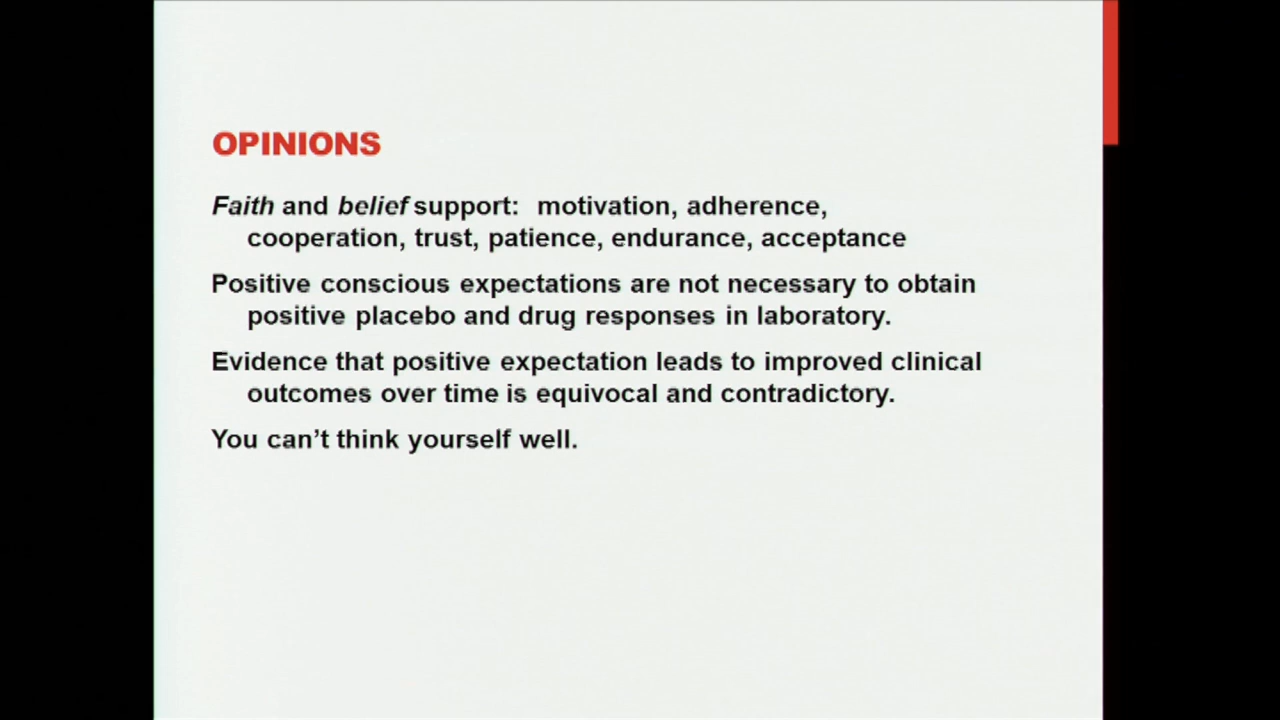 OPINIONS
Faith and belief support: motivation, adherence,
cooperation, trust, patience, endurance, acceptance
Positive conscious expectations are not necessary to obtain
positive placebo and drug responses in laboratory.
Evidence that positive expectation leads to improved clinical
outcomes over time is equivocal and contradictory.
You can’t think yourself well.